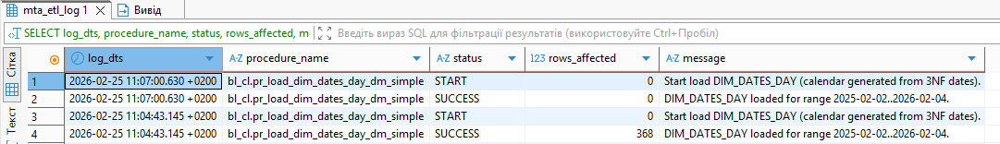 mta_etl_log 1 Вивід
SELECT log_dts, procedure_name, status, rows_affected, m Введіть вираз SQL для фільтрації результатів (використовуйте Ctrl+Пробіл)
Сітка
Текст
log_dts A-Z procedure_name A-Z status 123 rows_affected A-Z message
1 2026-02-25 11:07:00.630 +0200 bl_cl.pr_load_dim_dates_day_dm_simple START 0 Start load DIM_DATES_DAY (calendar generated from 3NF dates).
2 2026-02-25 11:07:00.630 +0200 bl_cl.pr_load_dim_dates_day_dm_simple SUCCESS 0 DIM_DATES_DAY loaded for range 2025-02-02..2026-02-04.
3 2026-02-25 11:04:43.145 +0200 bl_cl.pr_load_dim_dates_day_dm_simple START 0 Start load DIM_DATES_DAY (calendar generated from 3NF dates).
4 2026-02-25 11:04:43.145 +0200 bl_cl.pr_load_dim_dates_day_dm_simple SUCCESS 368 DIM_DATES_DAY loaded for range 2025-02-02..2026-02-04.